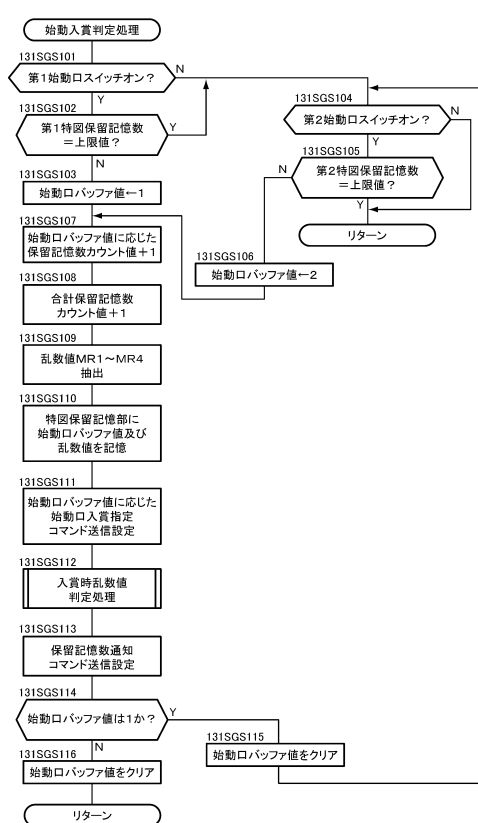 始動入賞判定処理
131SGS101
第1始動口スイッチオン？
N
Y
131SGS102
第1特図保留記憶数
＝上限値？
Y
N
131SGS103
始動口バッファ値←1
131SGS104
第2始動口スイッチオン？
N
Y
131SGS105
第2特図保留記憶数
＝上限値？
N
Y
リターン
131SGS106
始動口バッファ値←2
131SGS107
始動口バッファ値に応じた
保留記憶数カウント値＋1
131SGS108
合計保留記憶数
カウント値＋1
131SGS109
乱数値MR1～MR4
抽出
131SGS110
特図保留記憶部に
始動口バッファ値及び
乱数値を記憶
131SGS111
始動口バッファ値に応じた
始動口入賞指定
コマンド送信設定
131SGS112
入賞時乱数値
判定処理
131SGS113
保留記憶数通知
コマンド送信設定
131SGS114
始動口バッファ値は1か？
Y
N
131SGS115
始動口バッファ値をクリア
131SGS116
始動口バッファ値をクリア
リターン